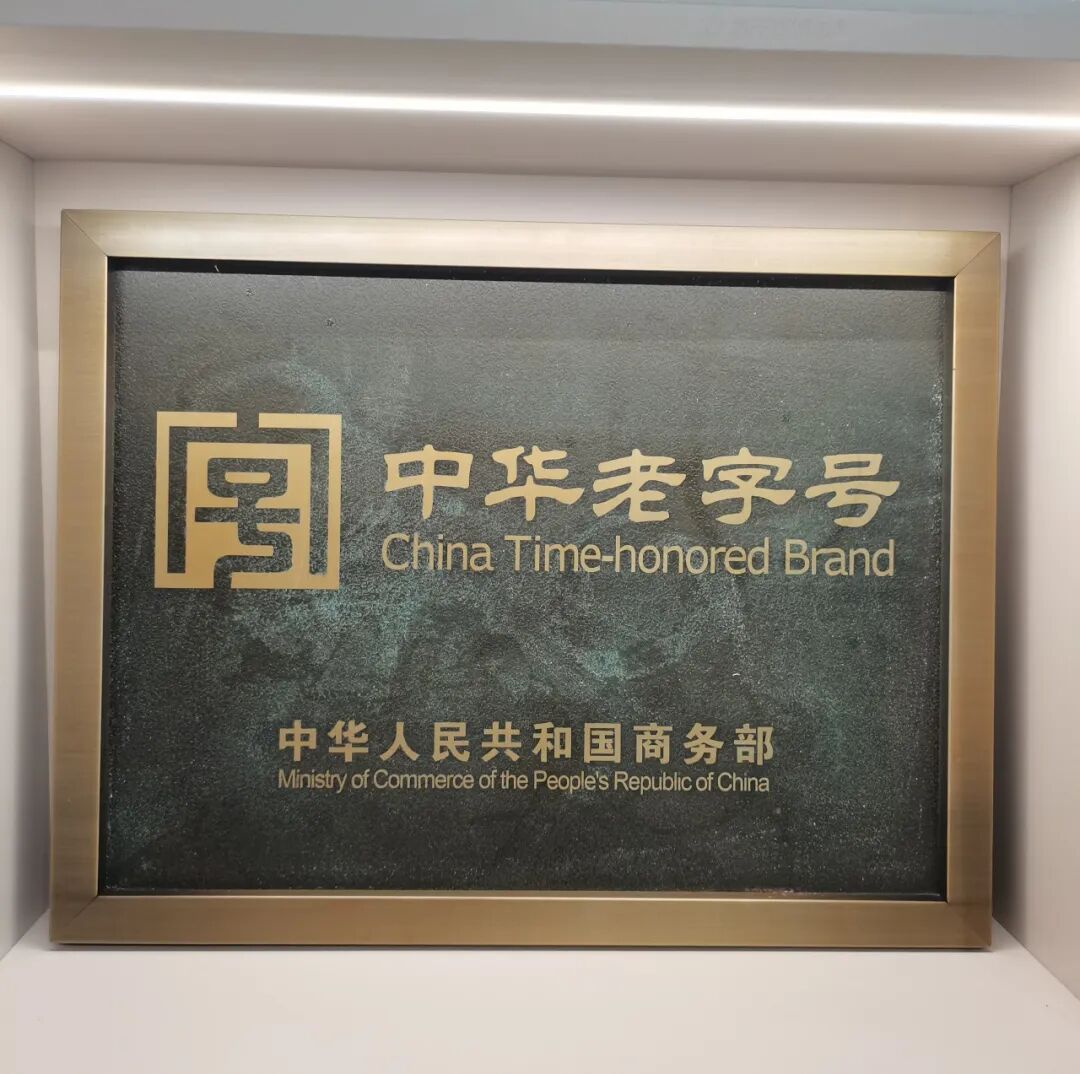 中华老字号
China Time-honored Brand
中华人民共和国商务部
Ministry of Commerce of the People's Republic of China